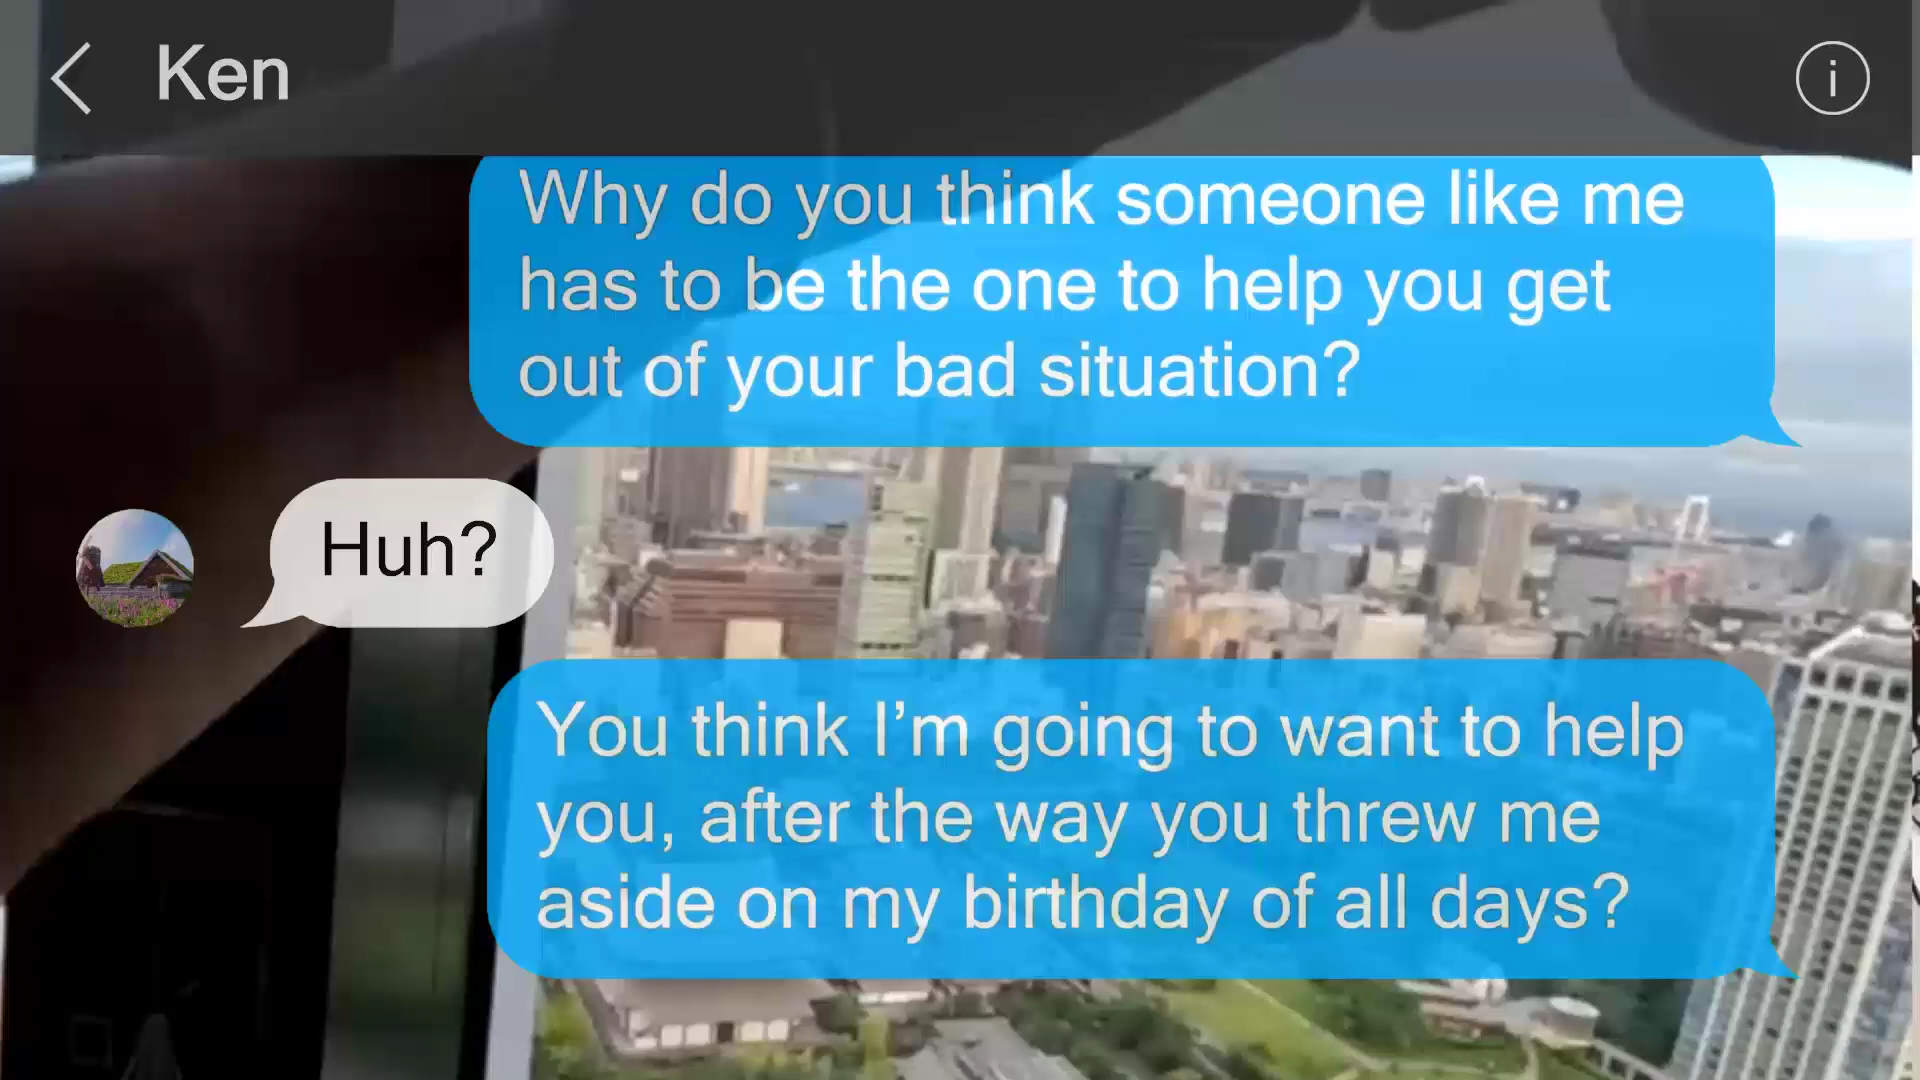 Ken
i
Why do you think someone like me
has to be the one to help you get
out of your bad situation?
Huh?
You think I’m going to want to help
you, after the way you threw me
aside on my birthday of all days?